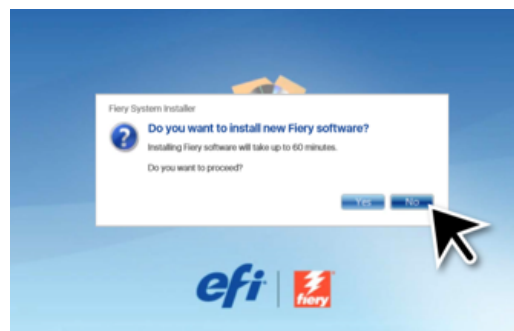 Fiery System Installer
Do you want to install new Fiery software?
Installing Fiery software will take up to 60 minutes.
Do you want to proceed?
Yes No
efi fiery